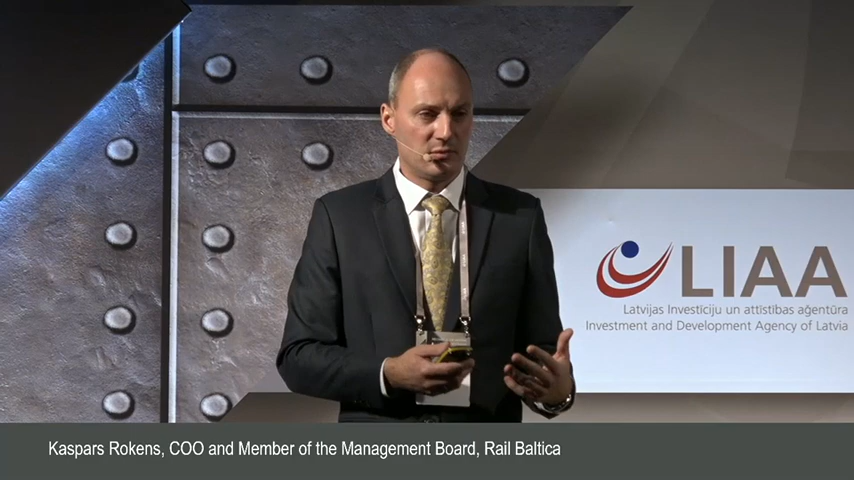 LIAA
Latvijas Investīciju un attīstības aģentūra
Investment and Development Agency of Latvia
Kaspars Rokens, COO and Member of the Management Board, Rail Baltica